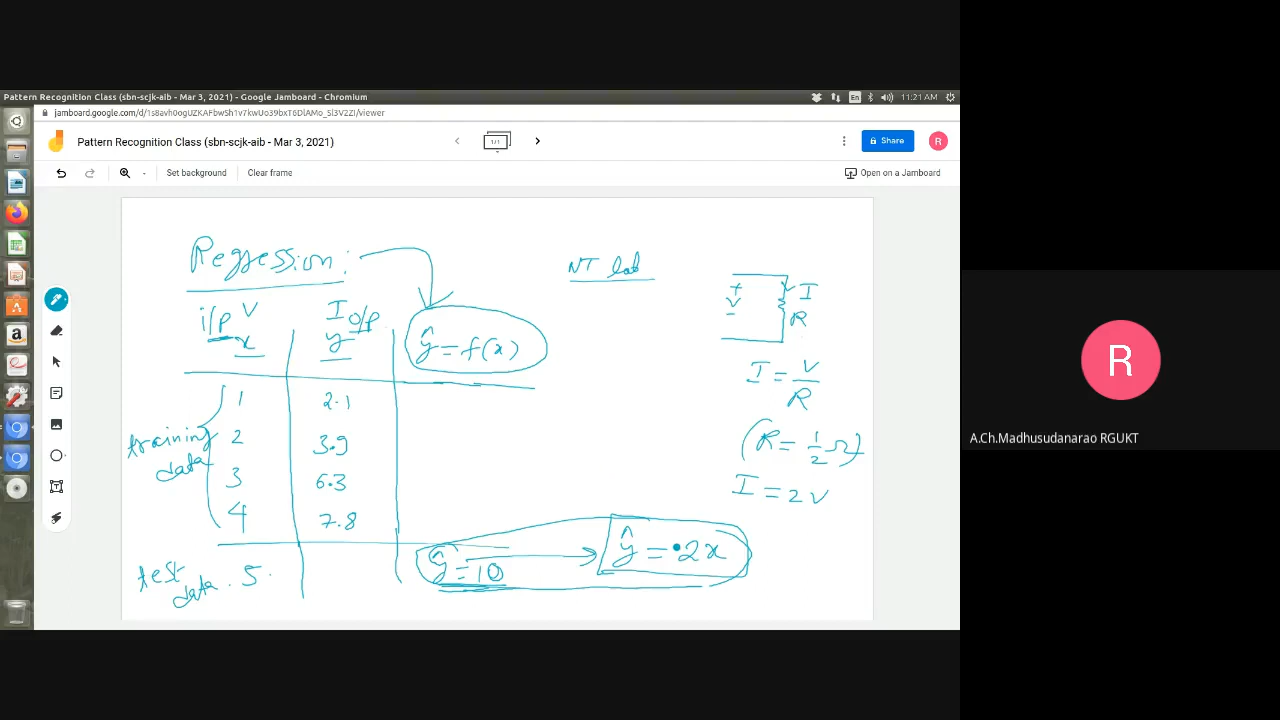 Pattern Recognition Class (sbn-scjk-aib - Mar 3, 2021) - Google Jamboard - Chromium
En
11:21 AM
Pattern Recognition Class (sbn-scjk-aib - Mar 3, 2021)
1/1
Share
R
Set background
Clear frame
Open on a Jamboard
Regression:
NT lab
i/p V
x
I o/p
y
ŷ = f(x)
+
V
-
I
R
I = V/R
(R = 1/2 Ω)
I = 2V
training data
1 2.1
2 3.9
3 6.3
4 7.8
test data 5
ŷ = 10
ŷ = 2x
R
A.Ch.Madhusudanarao RGUKT